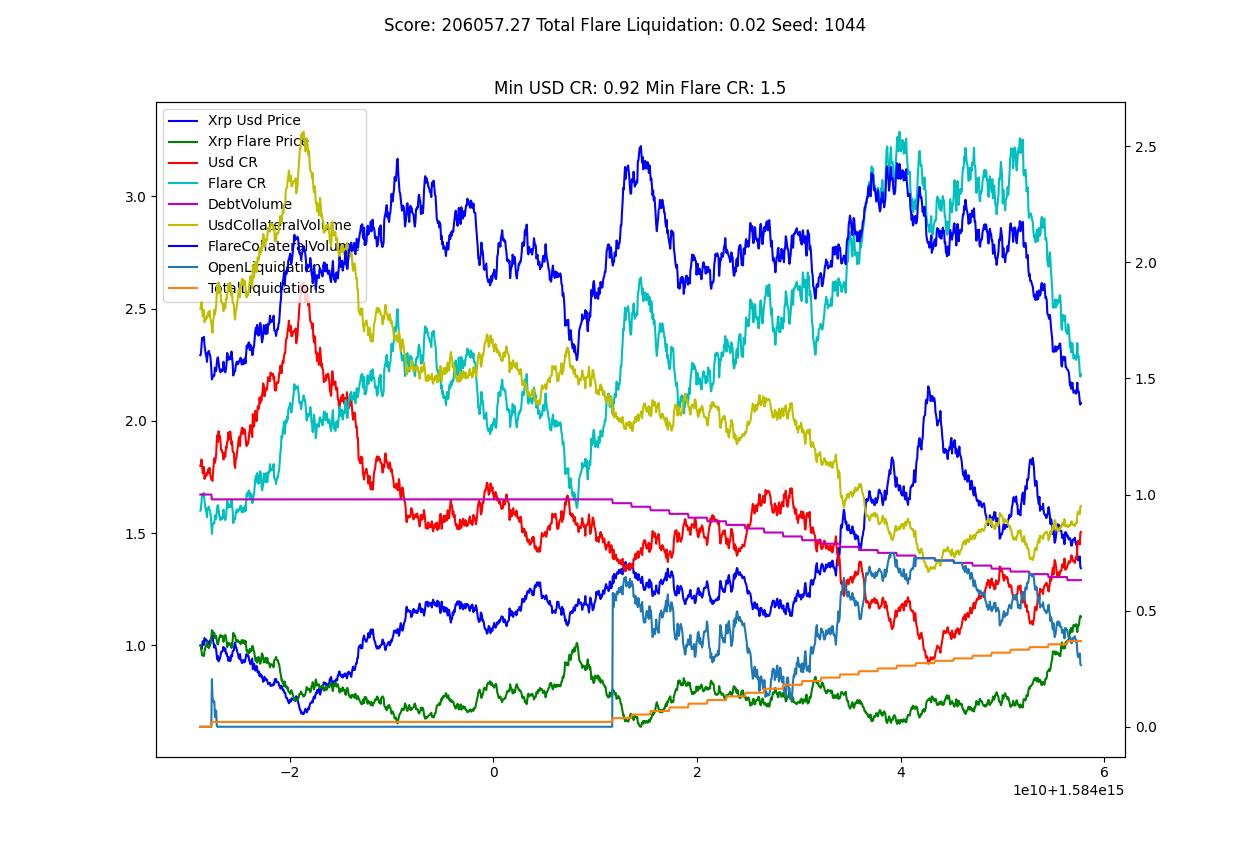 Score: 206057.27 Total Flare Liquidation: 0.02 Seed: 1044
Min USD CR: 0.92 Min Flare CR: 1.5
Xrp Usd Price
Xrp Flare Price
Usd CR
Flare CR
DebtVolume
UsdCollateralVolume
FlareCollateralVolume
OpenLiquidations
TotalLiquidations
3.0
2.5
2.0
1.5
1.0
2.5
2.0
1.5
1.0
0.5
0.0
−2
0
2
4
6
1e10+1.584e15